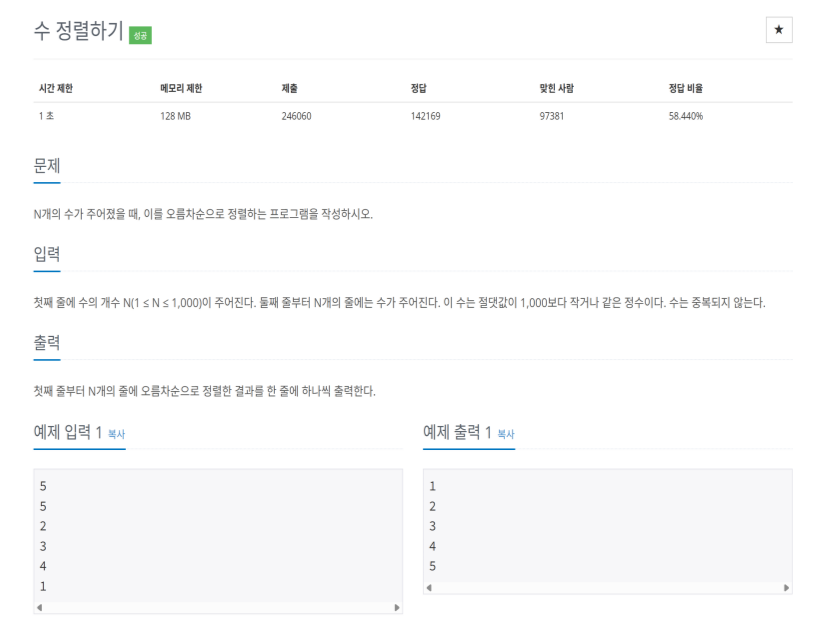 수 정렬하기 성공
★
시간 제한 메모리 제한 제출 정답 맞힌 사람 정답 비율
1 초 128 MB 246060 142169 97381 58.440%
문제
N개의 수가 주어졌을 때, 이를 오름차순으로 정렬하는 프로그램을 작성하시오.
입력
첫째 줄에 수의 개수 N(1 ≤ N ≤ 1,000)이 주어진다. 둘째 줄부터 N개의 줄에는 수가 주어진다. 이 수는 절댓값이 1,000보다 작거나 같은 정수이다. 수는 중복되지 않는다.
출력
첫째 줄부터 N개의 줄에 오름차순으로 정렬한 결과를 한 줄에 하나씩 출력한다.
예제 입력 1 복사
5
5
2
3
4
1
예제 출력 1 복사
1
2
3
4
5